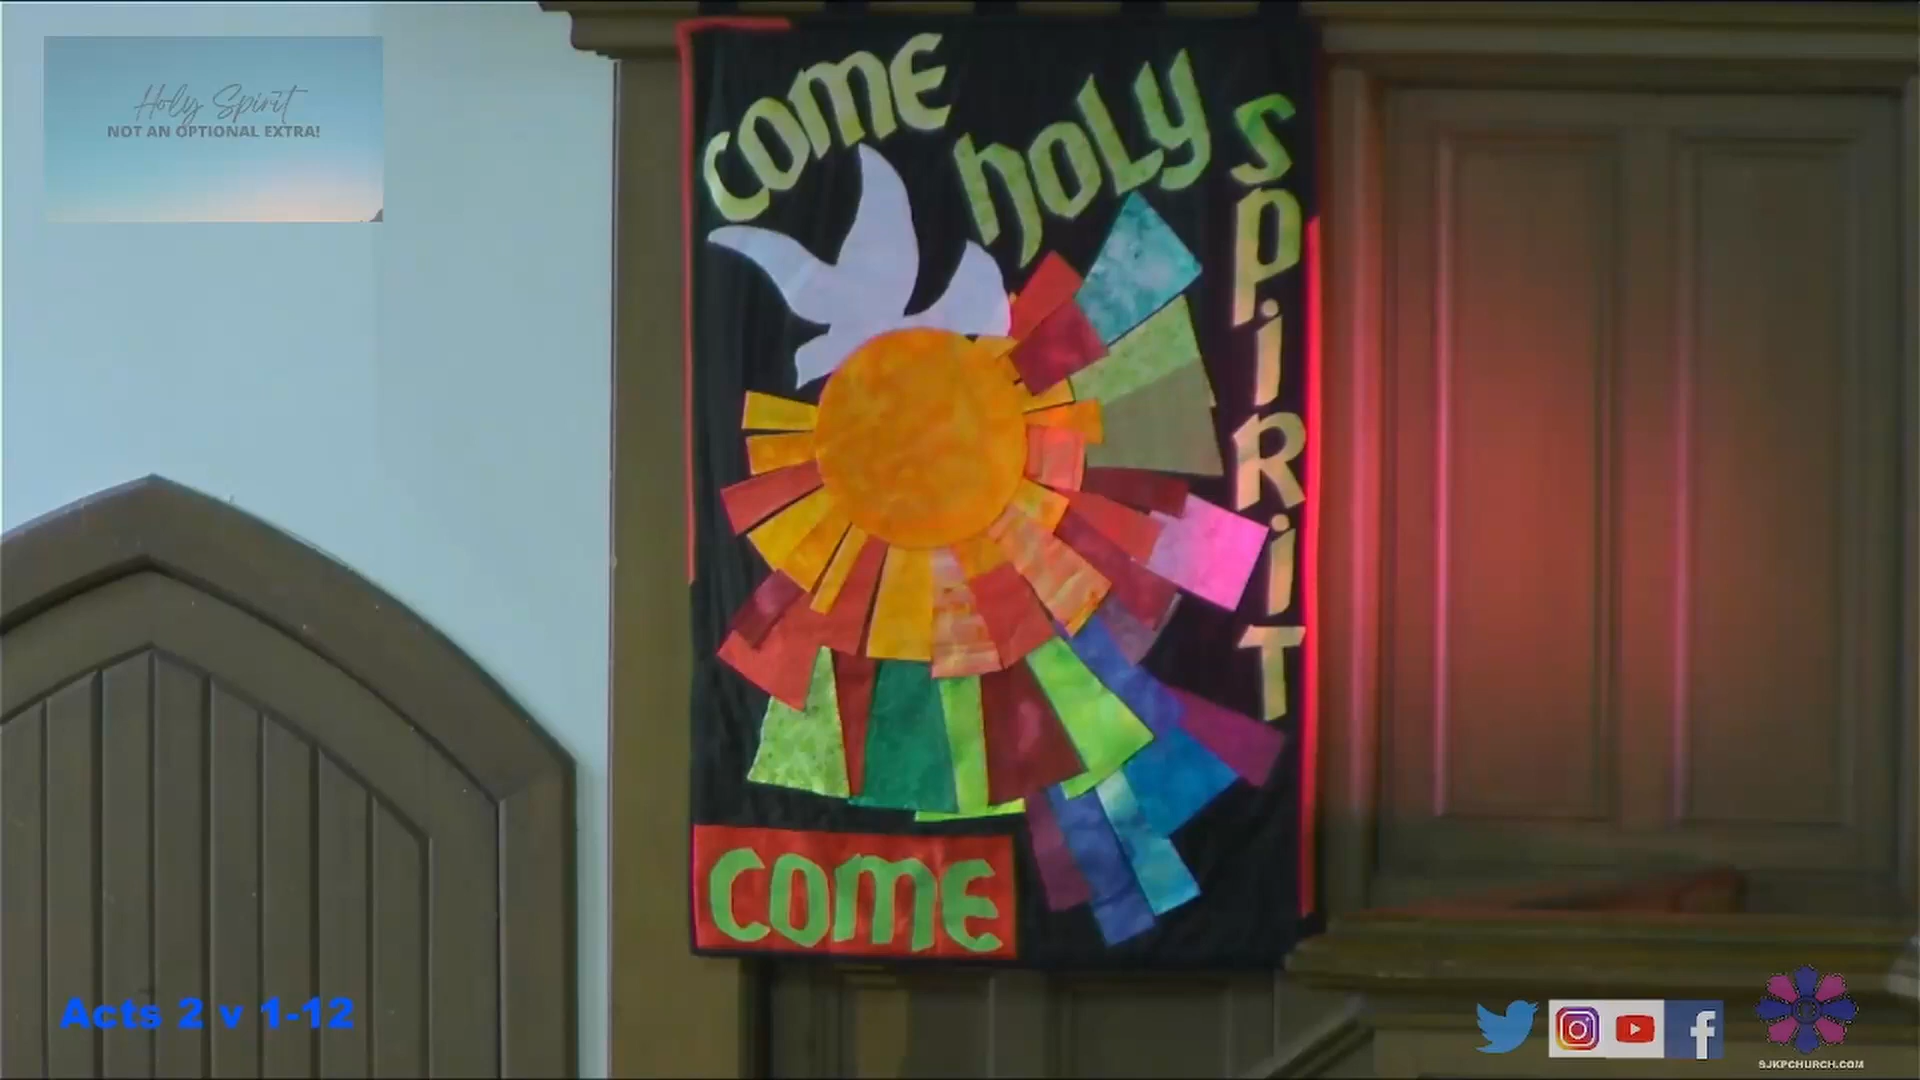 Holy Spirit
NOT AN OPTIONAL EXTRA!
COME
HOLY
SPiRiT
COME
Acts 2 v 1-12
SJKPCHURCH.COM